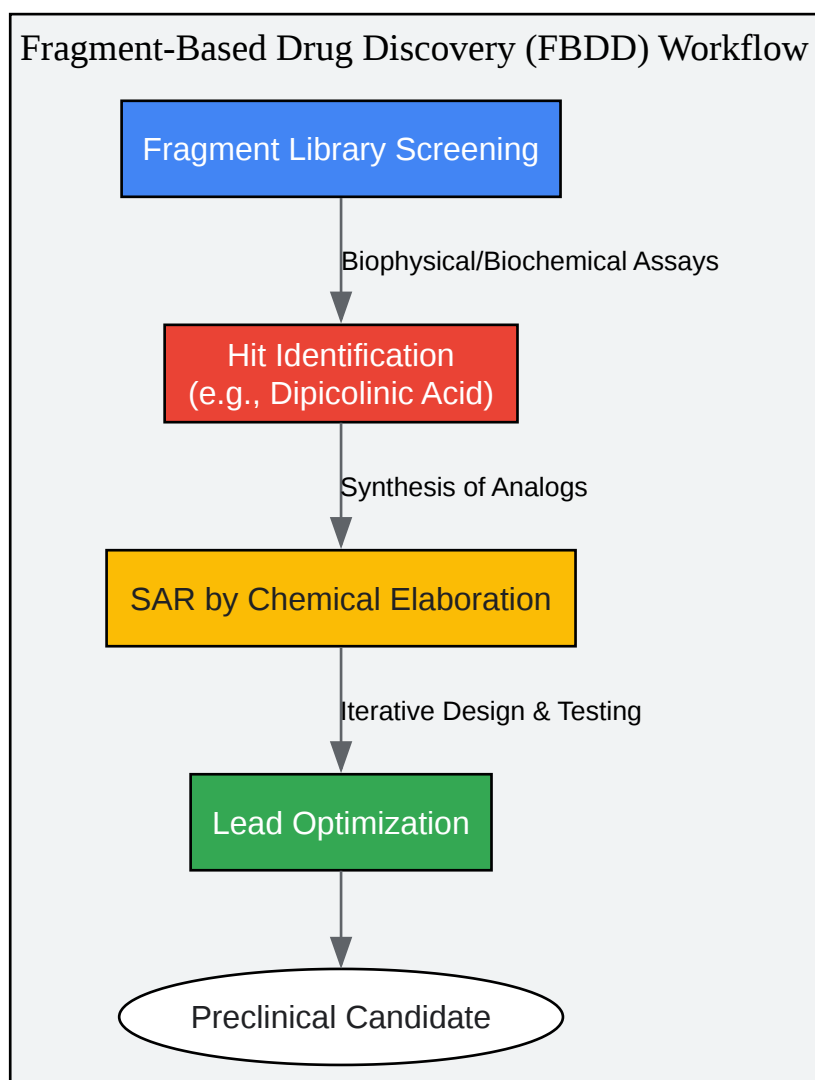 Fragment-Based Drug Discovery (FBDD) Workflow
Fragment Library Screening
Biophysical/Biochemical Assays
Hit Identification
(e.g., Dipicolinic Acid)
Synthesis of Analogs
SAR by Chemical Elaboration
Iterative Design & Testing
Lead Optimization
Preclinical Candidate